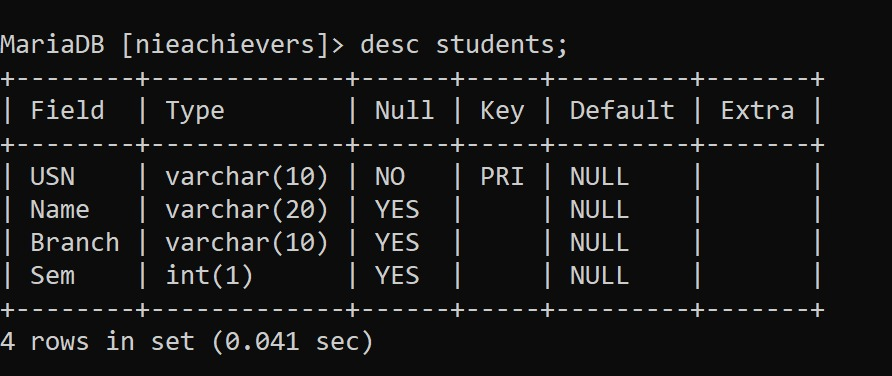 MariaDB [nieachievers]> desc students;
+--------+-------------+------+-----+---------+-------+
| Field  | Type        | Null | Key | Default | Extra |
+--------+-------------+------+-----+---------+-------+
| USN    | varchar(10) | NO   | PRI | NULL    |       |
| Name   | varchar(20) | YES  |     | NULL    |       |
| Branch | varchar(10) | YES  |     | NULL    |       |
| Sem    | int(1)      | YES  |     | NULL    |       |
+--------+-------------+------+-----+---------+-------+
4 rows in set (0.041 sec)